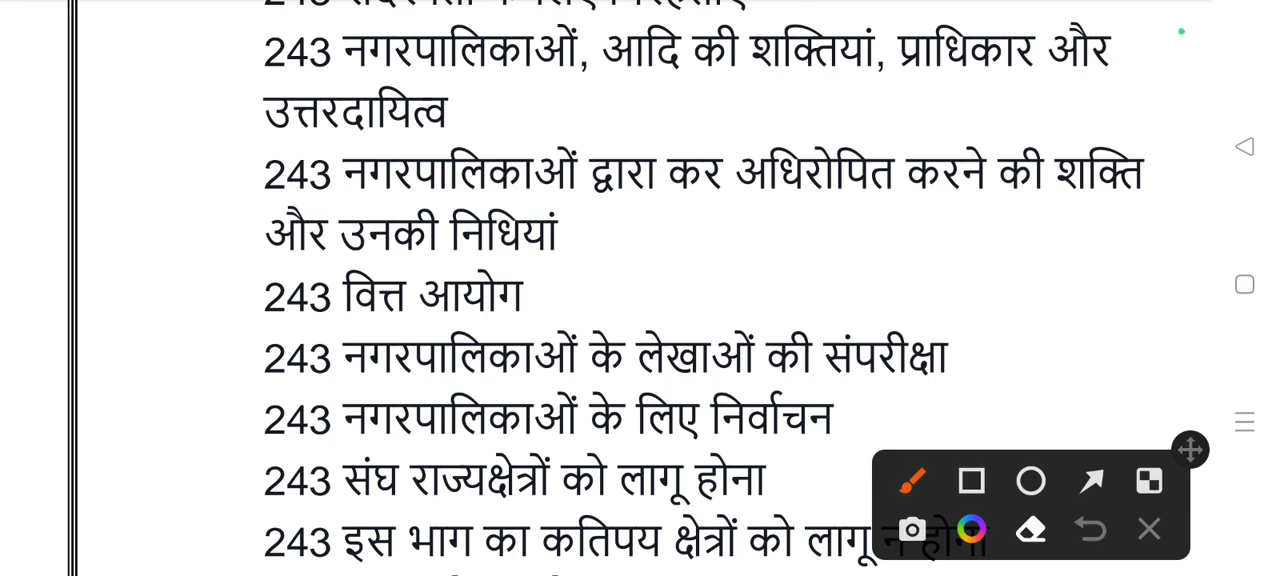 243 नगरपालिकाओं, आदि की शक्तियां, प्राधिकार और
उत्तरदायित्व
243 नगरपालिकाओं द्वारा कर अधिरोपित करने की शक्ति
और उनकी निधियां
243 वित्त आयोग
243 नगरपालिकाओं के लेखाओं की संपरीक्षा
243 नगरपालिकाओं के लिए निर्वाचन
243 संघ राज्यक्षेत्रों को लागू होना
243 इस भाग का कतिपय क्षेत्रों को लागू न होना